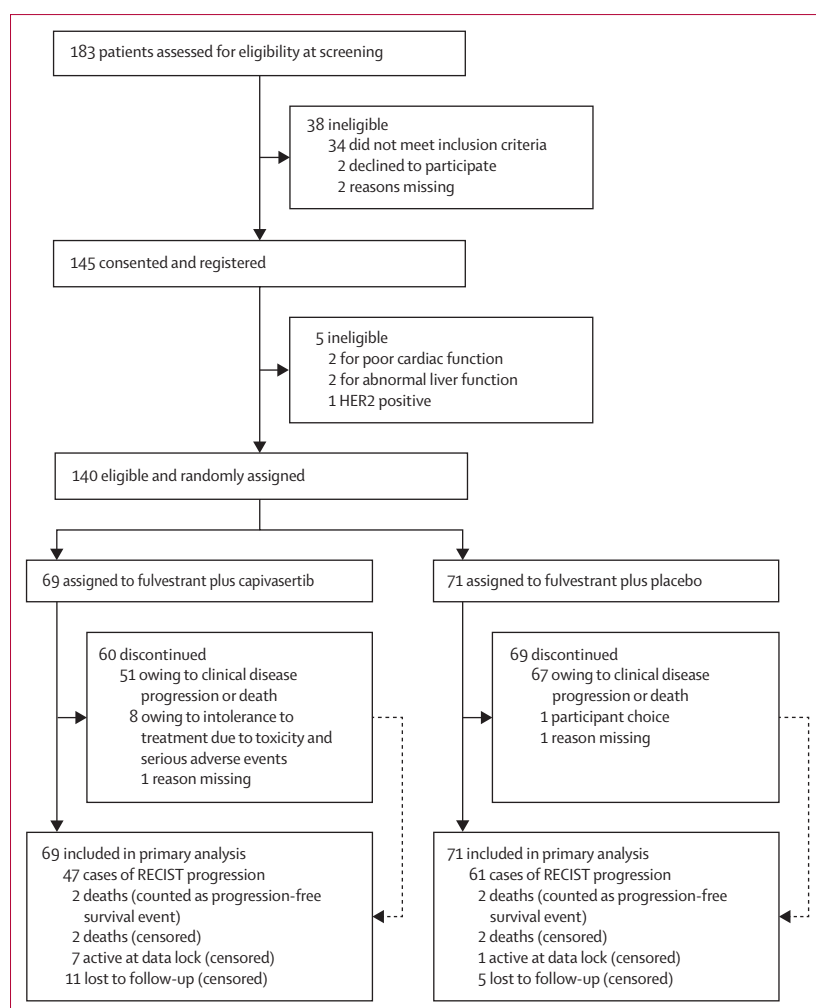 183 patients assessed for eligibility at screening
38 ineligible
34 did not meet inclusion criteria
2 declined to participate
2 reasons missing
145 consented and registered
5 ineligible
2 for poor cardiac function
2 for abnormal liver function
1 HER2 positive
140 eligible and randomly assigned
69 assigned to fulvestrant plus capivasertib
71 assigned to fulvestrant plus placebo
60 discontinued
51 owing to clinical disease
progression or death
8 owing to intolerance to
treatment due to toxicity and
serious adverse events
1 reason missing
69 discontinued
67 owing to clinical disease
progression or death
1 participant choice
1 reason missing
69 included in primary analysis
47 cases of RECIST progression
2 deaths (counted as progression-free
survival event)
2 deaths (censored)
7 active at data lock (censored)
11 lost to follow-up (censored)
71 included in primary analysis
61 cases of RECIST progression
2 deaths (counted as progression-free
survival event)
2 deaths (censored)
1 active at data lock (censored)
5 lost to follow-up (censored)